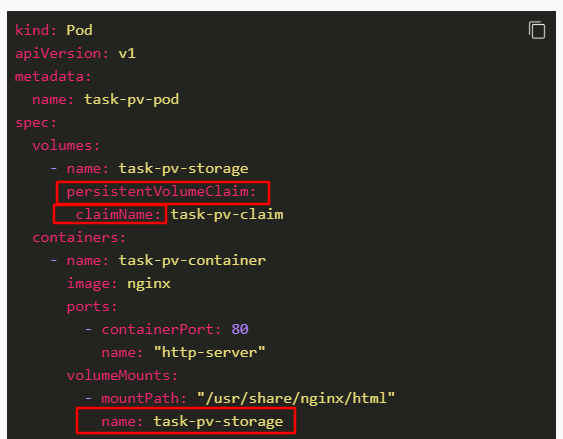 kind: Pod
apiVersion: v1
metadata:
  name: task-pv-pod
spec:
  volumes:
    - name: task-pv-storage
      persistentVolumeClaim:
       claimName: task-pv-claim
  containers:
    - name: task-pv-container
      image: nginx
      ports:
        - containerPort: 80
          name: "http-server"
      volumeMounts:
        - mountPath: "/usr/share/nginx/html"
          name: task-pv-storage